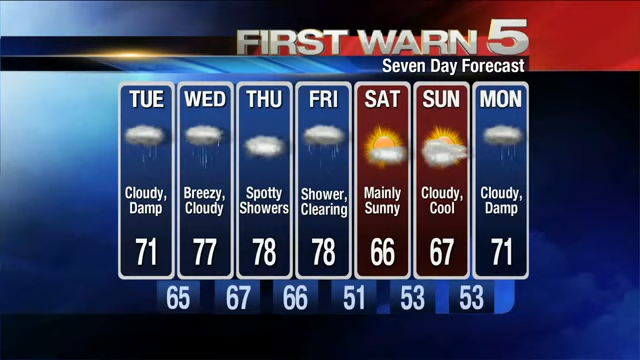 FIRST WARN 5
Seven Day Forecast
TUE WED THU FRI SAT SUN MON
Cloudy, Breezy, Spotty Shower, Mainly Cloudy, Cloudy,
Damp Cloudy Showers Clearing Sunny Cool Damp
71 77 78 78 66 67 71
65 67 66 51 53 53